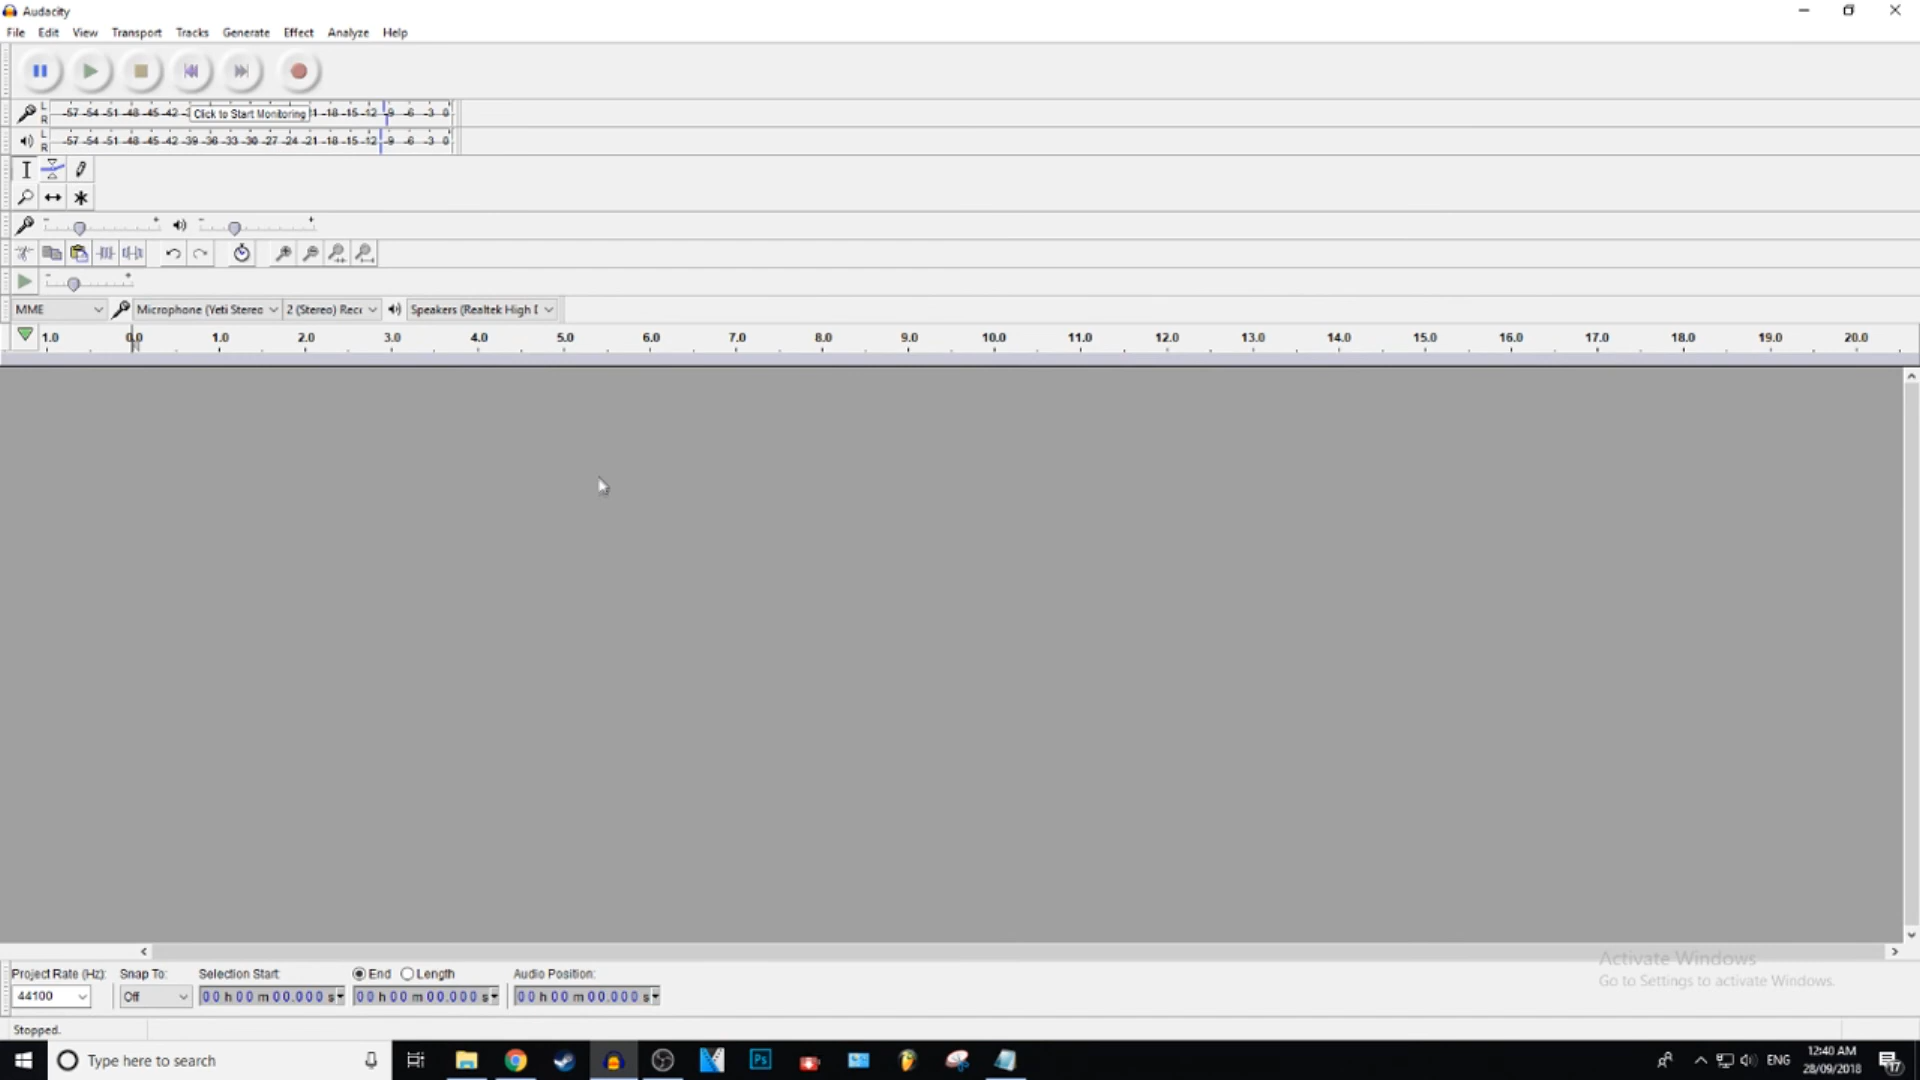 Audacity
File Edit View Transport Tracks Generate Effect Analyze Help
L
R
-57 -54 -51 -48 -45 -42 Click to Start Monitoring -18 -15 -12 -9 -6 -3 0
L
R
-57 -54 -51 -48 -45 -42 -39 -36 -33 -30 -27 -24 -21 -18 -15 -12 -9 -6 -3 0
MME Microphone (Yeti Stereo 2 (Stereo) Recc Speakers (Realtek High
1.0 0.0 1.0 2.0 3.0 4.0 5.0 6.0 7.0 8.0 9.0 10.0 11.0 12.0 13.0 14.0 15.0 16.0 17.0 18.0 19.0 20.0
Project Rate (Hz): Snap To: Selection Start: End Length Audio Position:
44100 Off 00 h 00 m 00.000 s 00 h 00 m 00.000 s 00 h 00 m 00.000 s
Activate Windows
Go to Settings to activate Windows.
Stopped.
Type here to search Ps ENG 12:40 AM
28/09/2018 17